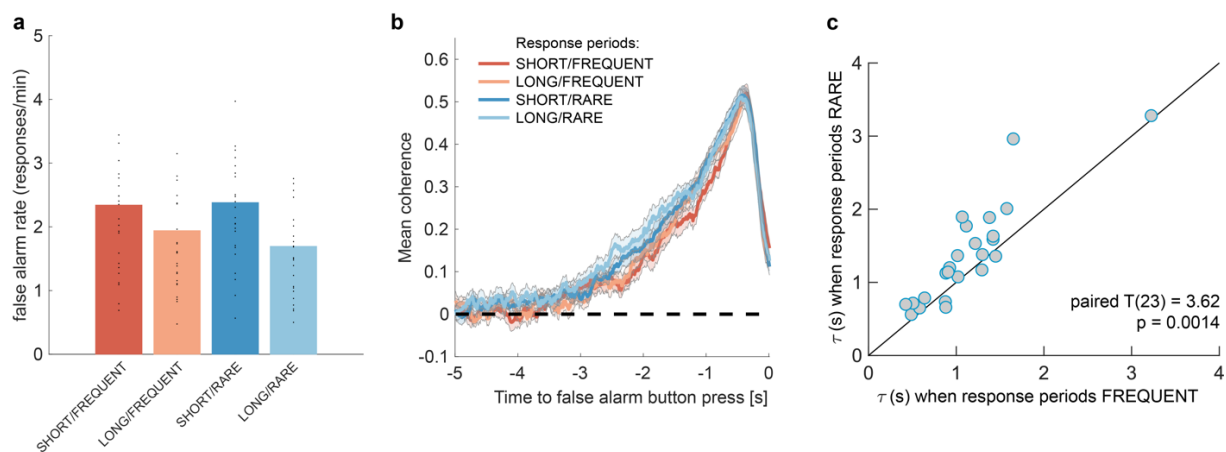 a
false alarm rate (responses/min)
5
4
3
2
1
0
SHORT/FREQUENT
LONG/FREQUENT
SHORT/RARE
LONG/RARE
b
Response periods:
SHORT/FREQUENT
LONG/FREQUENT
SHORT/RARE
LONG/RARE
Mean coherence
0.6
0.5
0.4
0.3
0.2
0.1
0
-0.1
-5 -4 -3 -2 -1 0
Time to false alarm button press [s]
c
τ (s) when response periods RARE
4
3
2
1
0
paired T(23) = 3.62
p = 0.0014
0 1 2 3 4
τ (s) when response periods FREQUENT